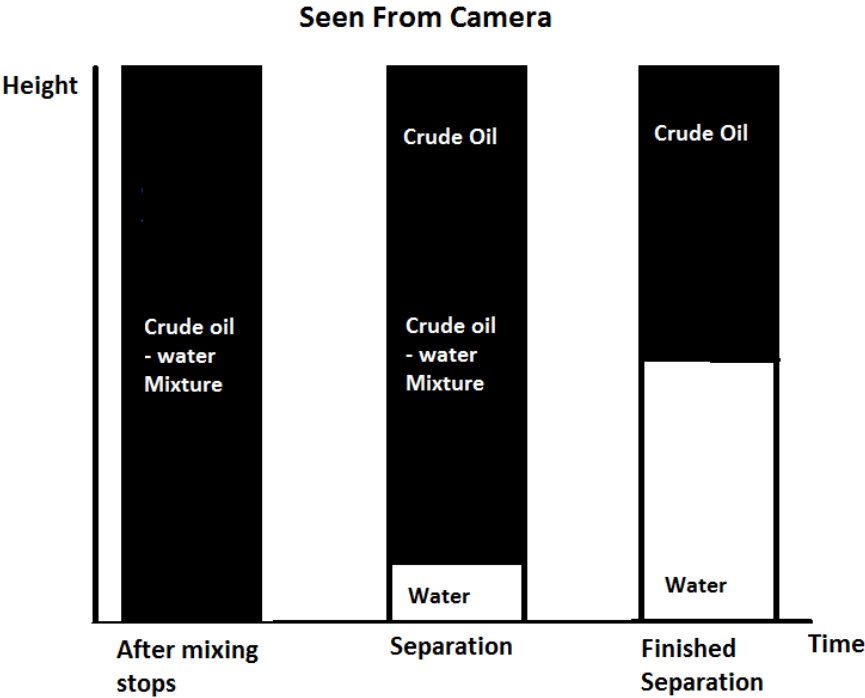 Seen From Camera
Height
Crude oil
- water
Mixture
Crude Oil
Crude oil
- water
Mixture
Water
Crude Oil
Water
After mixing
stops
Separation
Finished
Separation
Time